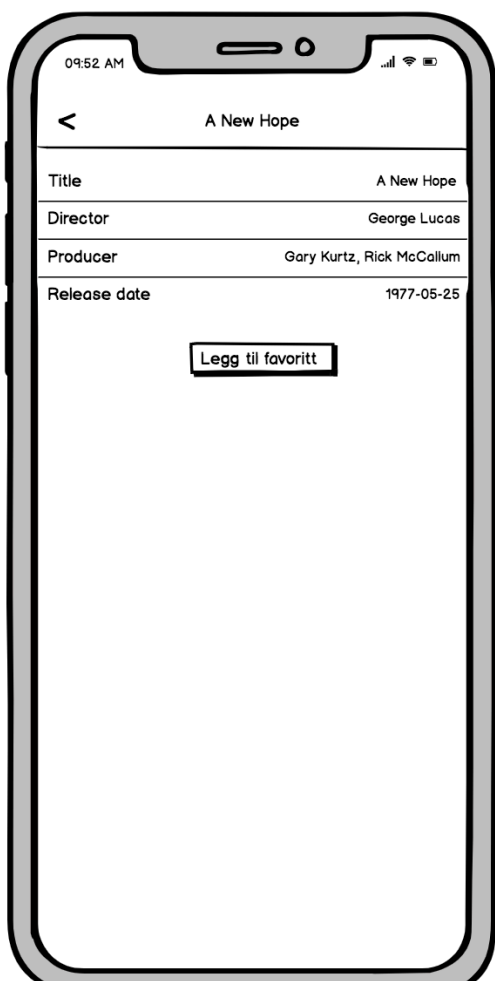 09:52 AM
< A New Hope
Title A New Hope
Director George Lucas
Producer Gary Kurtz, Rick McCallum
Release date 1977-05-25
Legg til favoritt